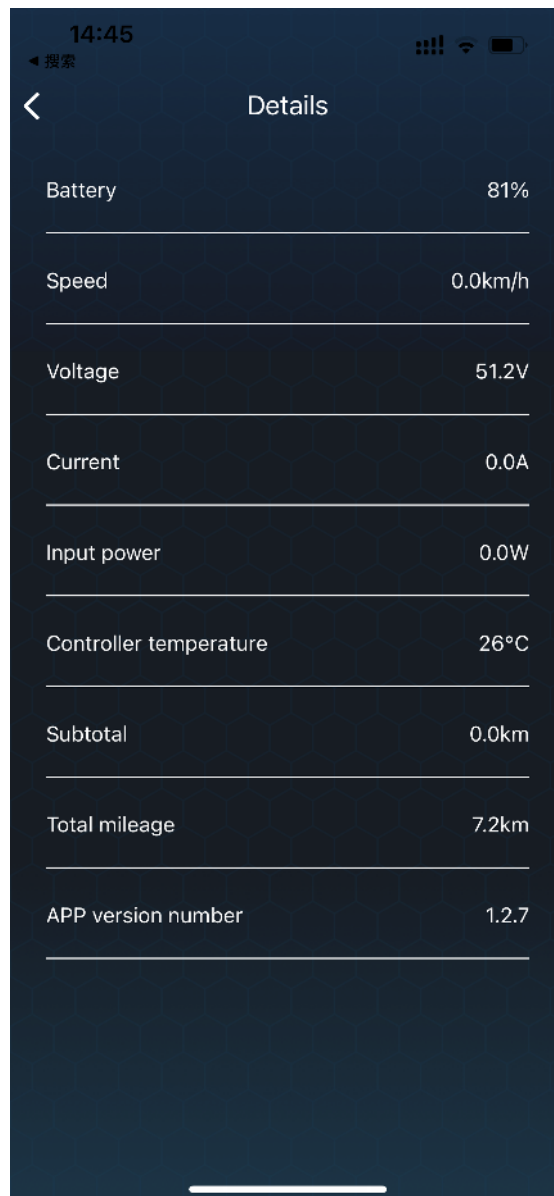 14:45
◀ 搜索
Details
Battery 81%
Speed 0.0km/h
Voltage 51.2V
Current 0.0A
Input power 0.0W
Controller temperature 26°C
Subtotal 0.0km
Total mileage 7.2km
APP version number 1.2.7